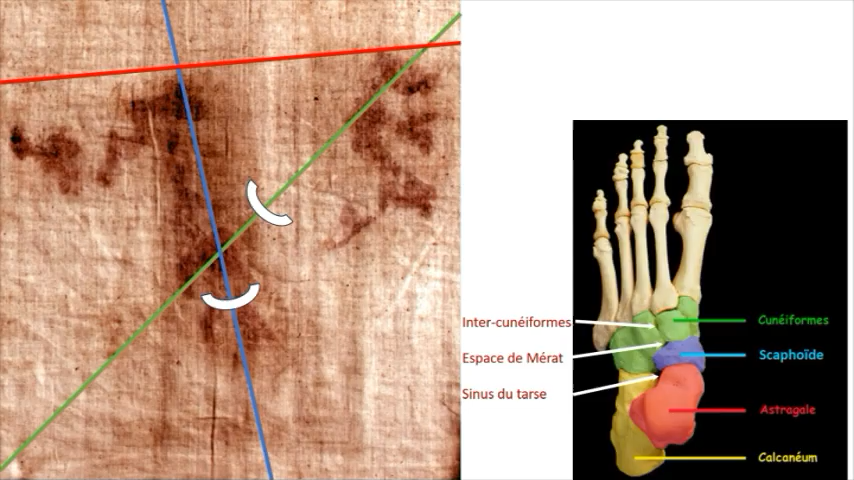 Inter-cunéiformes
Espace de Mérat
Sinus du tarse
Cunéiformes
Scaphoïde
Astragale
Calcanéum